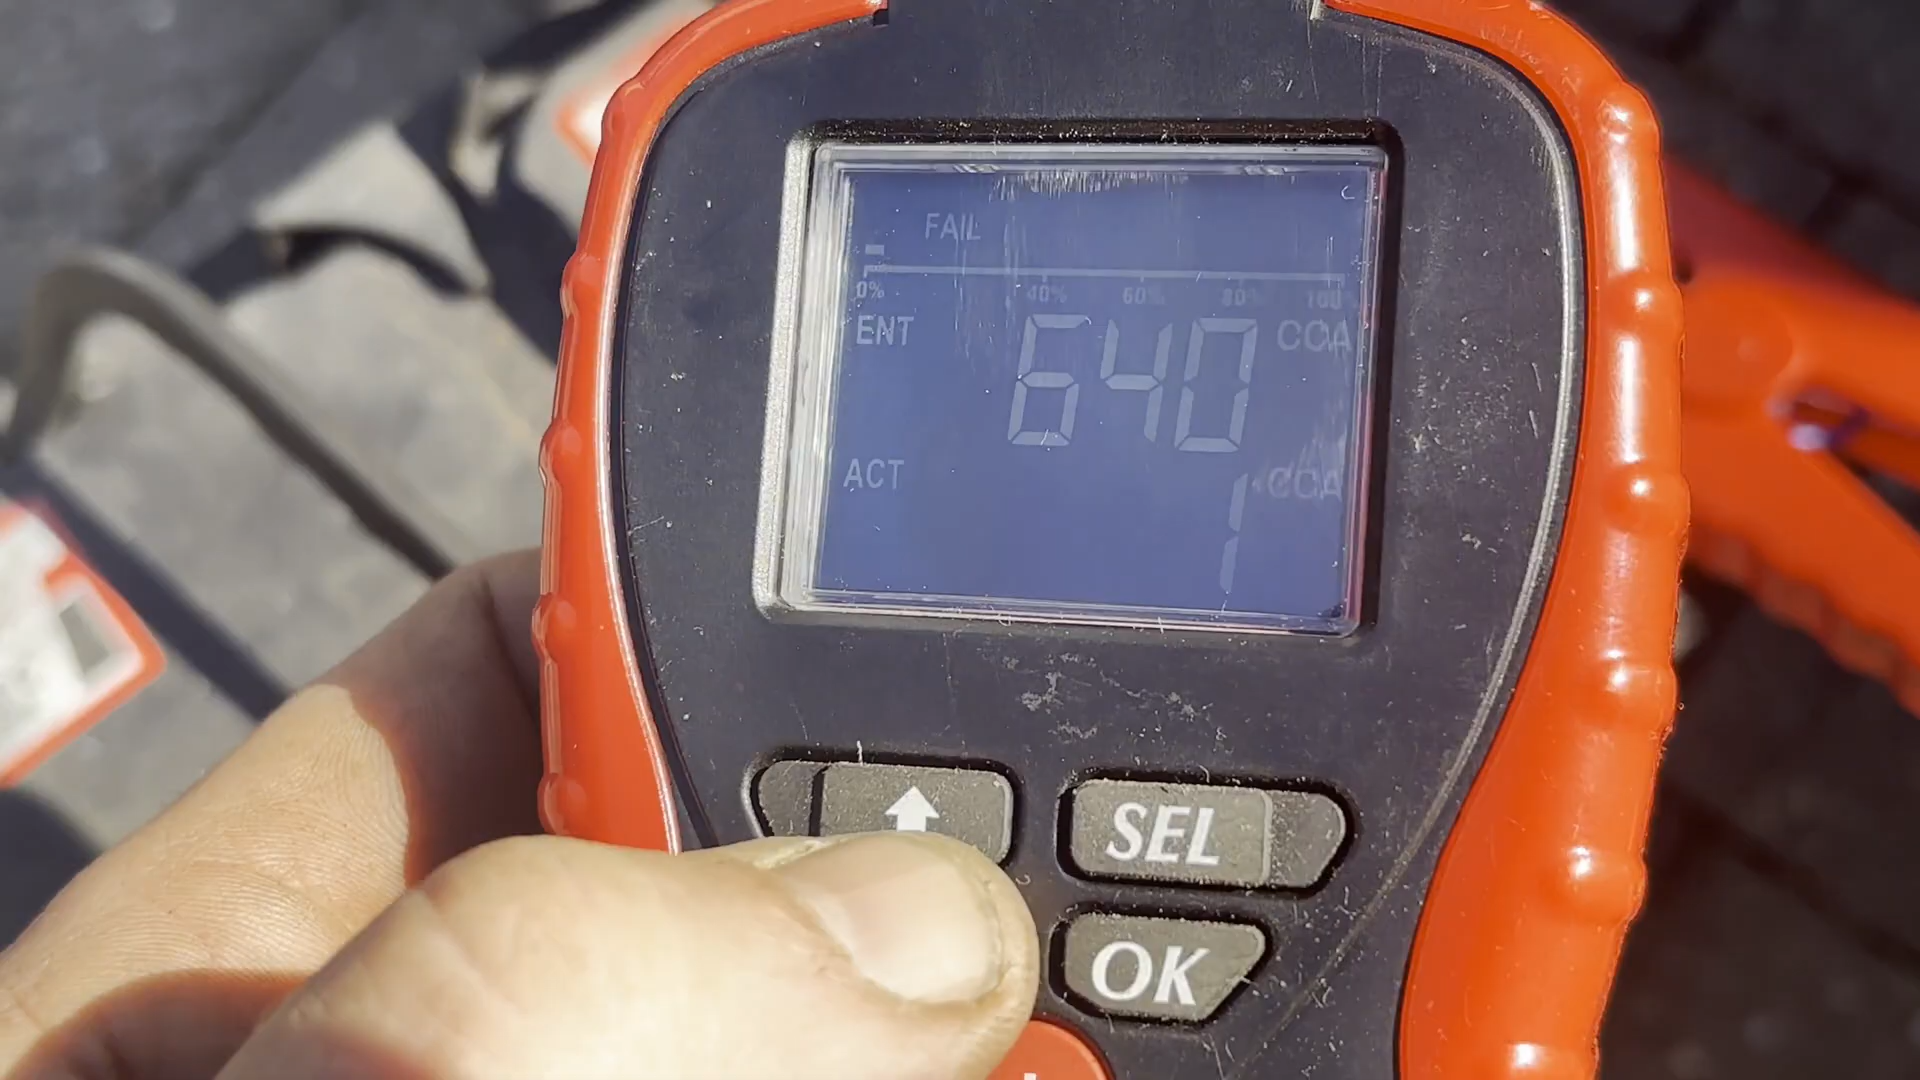 FAIL
0% 40% 60% 80% 100%
ENT 640 CCA
ACT 1 CCA
SEL
OK